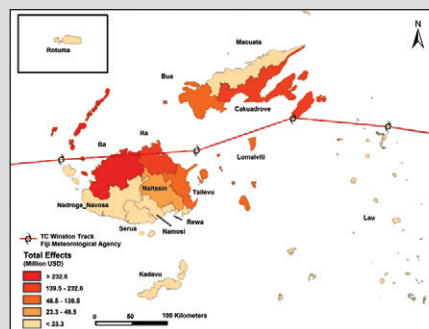 Rotuma
Macuata
N
Bua
Cakuadrove
Ba
Ra
Lomaiviti
Naitasiri
Tailevu
Nadroga_Navosa
Lau
Rewa
Serua
Namosi
TC Winston Track
Fiji Meteorological Agency
Total Effects
(Million USD)
> 232.6
139.5 - 232.6
46.5 - 139.5
23.3 - 46.5
< 23.3
Kadavu
0 50 100 Kilometers